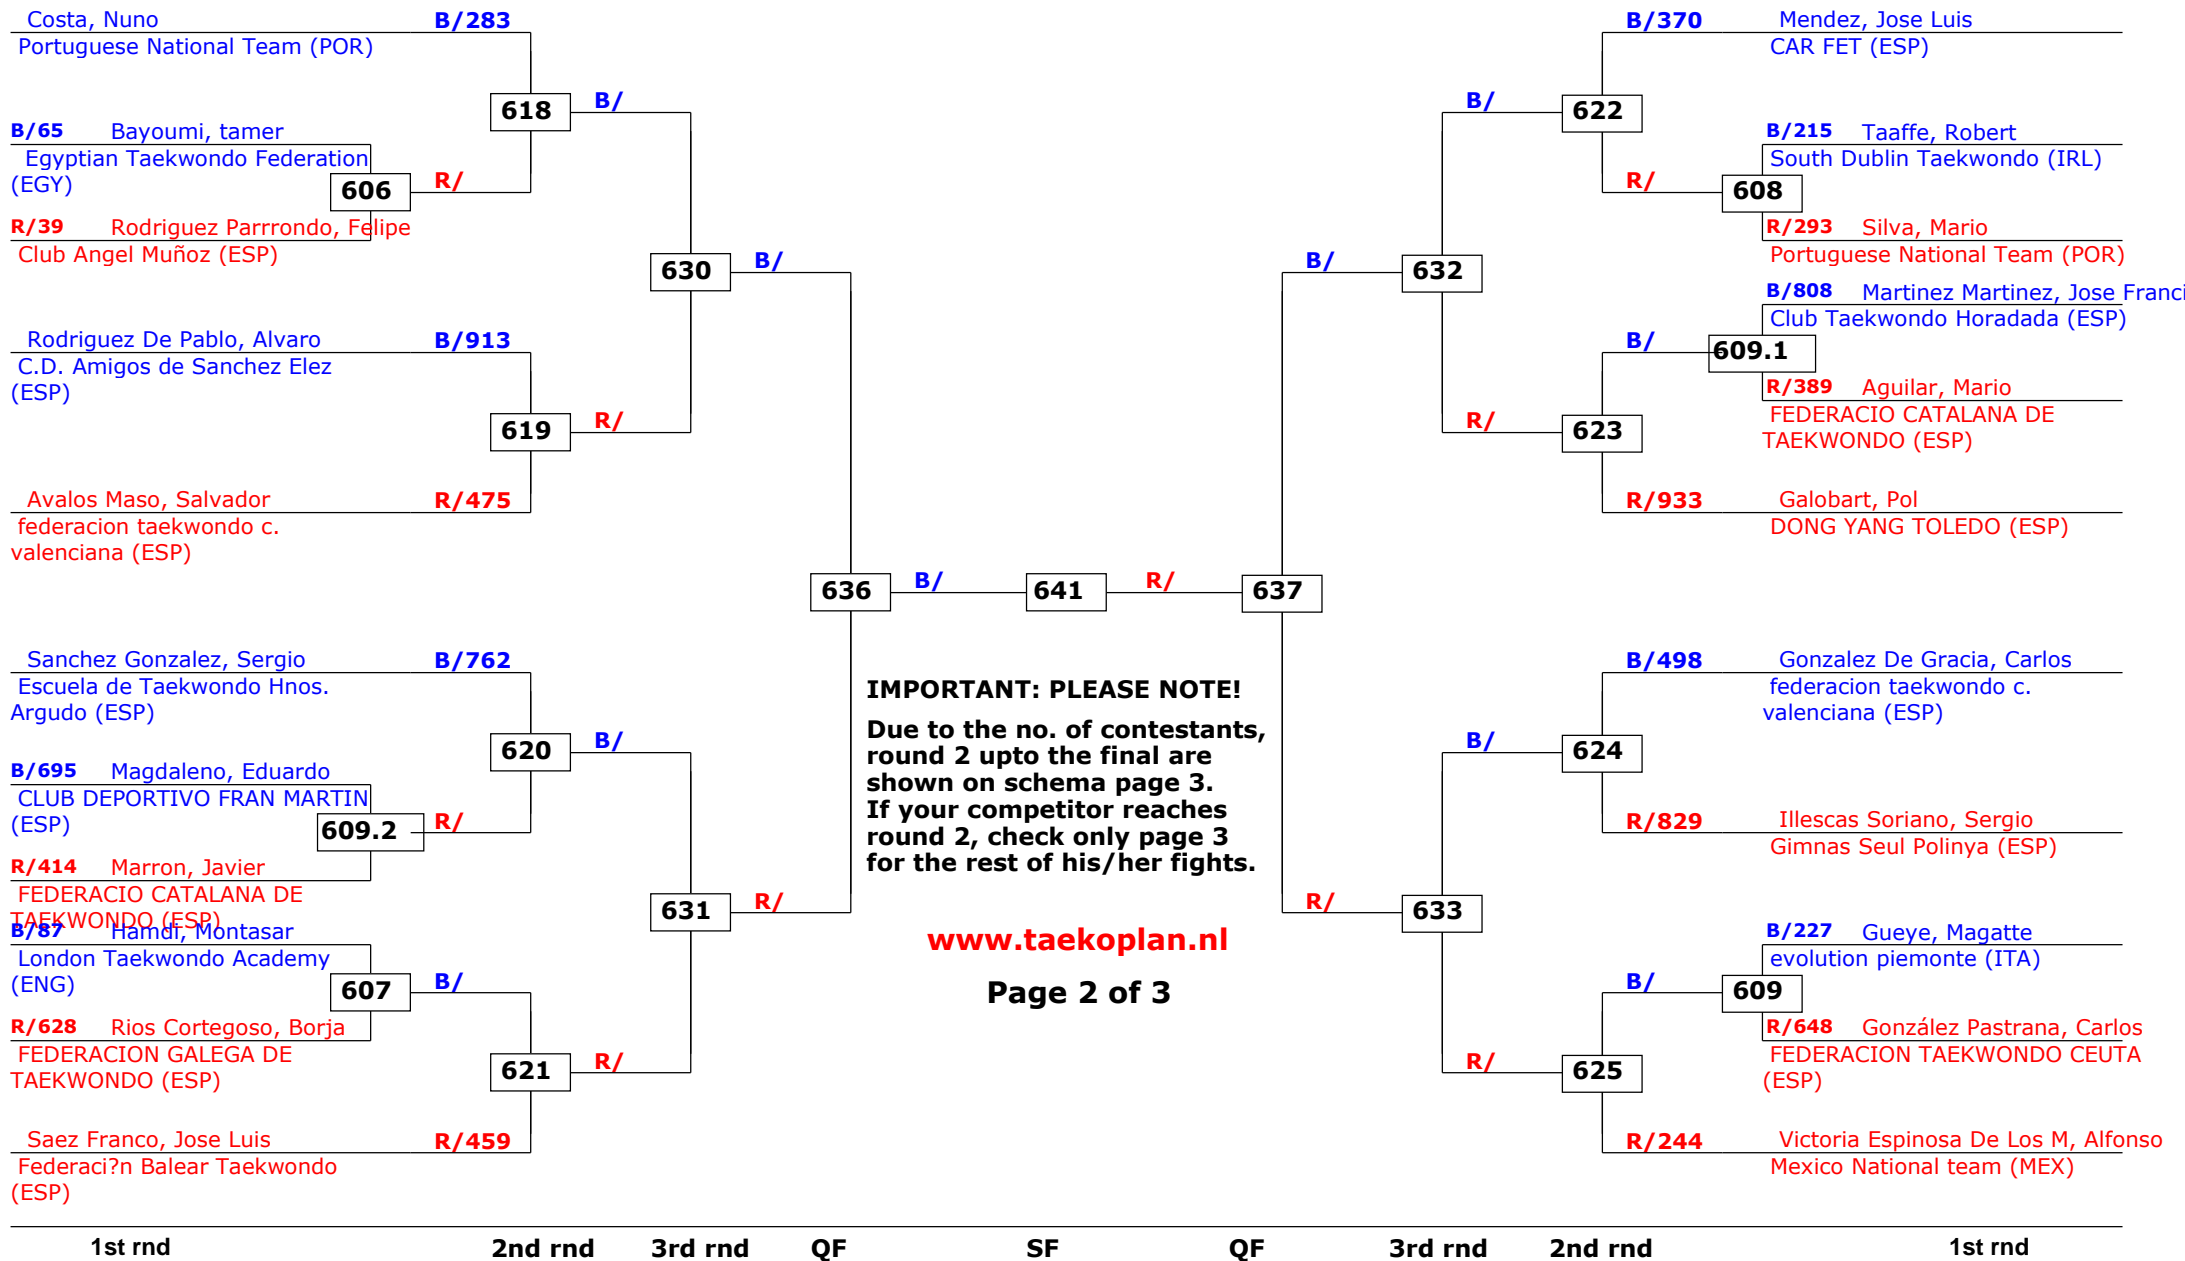 Costa, Nuno B/283
Portuguese National Team (POR)
618 B/
B/65 Bayoumi, tamer
Egyptian Taekwondo Federation
(EGY)
606 R/
R/39 Rodriguez Parrrondo, Felipe
Club Angel Muñoz (ESP)
630 B/
Rodriguez De Pablo, Alvaro B/913
C.D. Amigos de Sanchez Elez
(ESP)
619 R/
Avalos Maso, Salvador R/475
federacion taekwondo c.
valenciana (ESP)
636 B/ 641 R/ 637
Sanchez Gonzalez, Sergio B/762
Escuela de Taekwondo Hnos.
Argudo (ESP)
620 B/
B/695 Magdaleno, Eduardo
CLUB DEPORTIVO FRAN MARTIN
(ESP)
609.2 R/
R/414 Marron, Javier
FEDERACIO CATALANA DE
TAEKWONDO (ESP)
631 R/
B/87 Hamdi, Montasar
London Taekwondo Academy
(ENG)
607 B/
R/628 Rios Cortegoso, Borja
FEDERACION GALEGA DE
TAEKWONDO (ESP)
621 R/
Saez Franco, Jose Luis R/459
Federaci?n Balear Taekwondo
(ESP)
IMPORTANT: PLEASE NOTE!
Due to the no. of contestants,
round 2 upto the final are
shown on schema page 3.
If your competitor reaches
round 2, check only page 3
for the rest of his/her fights.
www.taekoplan.nl
Page 2 of 3
B/370 Mendez, Jose Luis
CAR FET (ESP)
B/ 622
B/215 Taaffe, Robert
South Dublin Taekwondo (IRL)
R/ 608
R/293 Silva, Mario
Portuguese National Team (POR)
B/ 632
B/808 Martinez Martinez, Jose Franci
Club Taekwondo Horadada (ESP)
B/ 609.1
R/389 Aguilar, Mario
FEDERACIO CATALANA DE
TAEKWONDO (ESP)
R/ 623
R/933 Galobart, Pol
DONG YANG TOLEDO (ESP)
B/498 Gonzalez De Gracia, Carlos
federacion taekwondo c.
valenciana (ESP)
B/ 624
R/829 Illescas Soriano, Sergio
Gimnas Seul Polinya (ESP)
R/ 633
B/227 Gueye, Magatte
evolution piemonte (ITA)
B/ 609
R/648 González Pastrana, Carlos
FEDERACION TAEKWONDO CEUTA
(ESP)
R/ 625
R/244 Victoria Espinosa De Los M, Alfonso
Mexico National team (MEX)
1st rnd 2nd rnd 3rd rnd QF SF QF 3rd rnd 2nd rnd 1st rnd